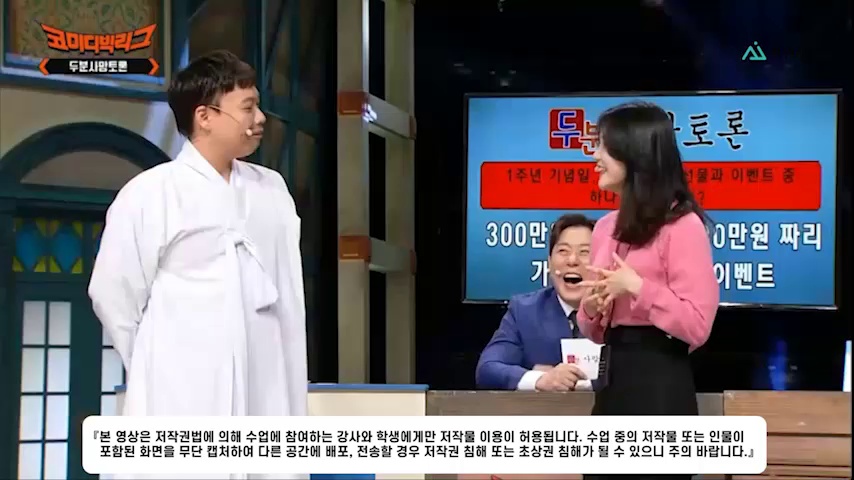 코미디빅리그
두분사망토론
두분 토론
1주년 기념일 선물과 이벤트 중
하나
300만 만원 짜리
이벤트
『본 영상은 저작권법에 의해 수업에 참여하는 강사와 학생에게만 저작물 이용이 허용됩니다. 수업 중의 저작물 또는 인물이
포함된 화면을 무단 캡처하여 다른 공간에 배포, 전송할 경우 저작권 침해 또는 초상권 침해가 될 수 있으니 주의 바랍니다.』